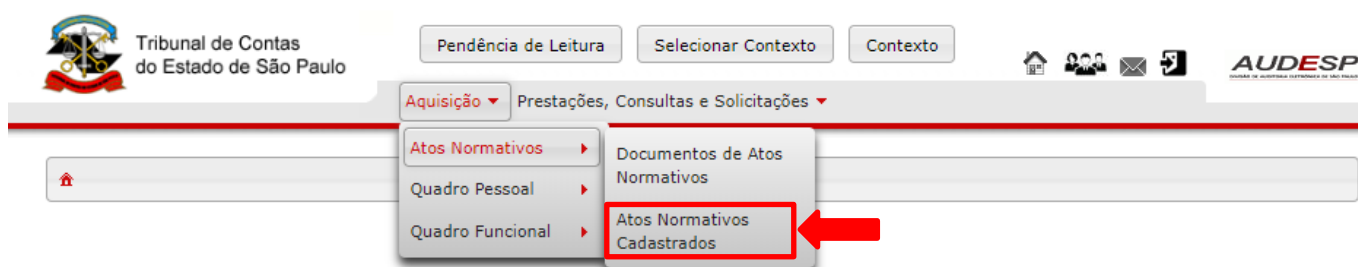 Tribunal de Contas
do Estado de São Paulo
Pendência de Leitura
Selecionar Contexto
Contexto
AUDESP
Aquisição
Prestações, Consultas e Solicitações
Atos Normativos
Quadro Pessoal
Quadro Funcional
Documentos de Atos
Normativos
Atos Normativos
Cadastrados